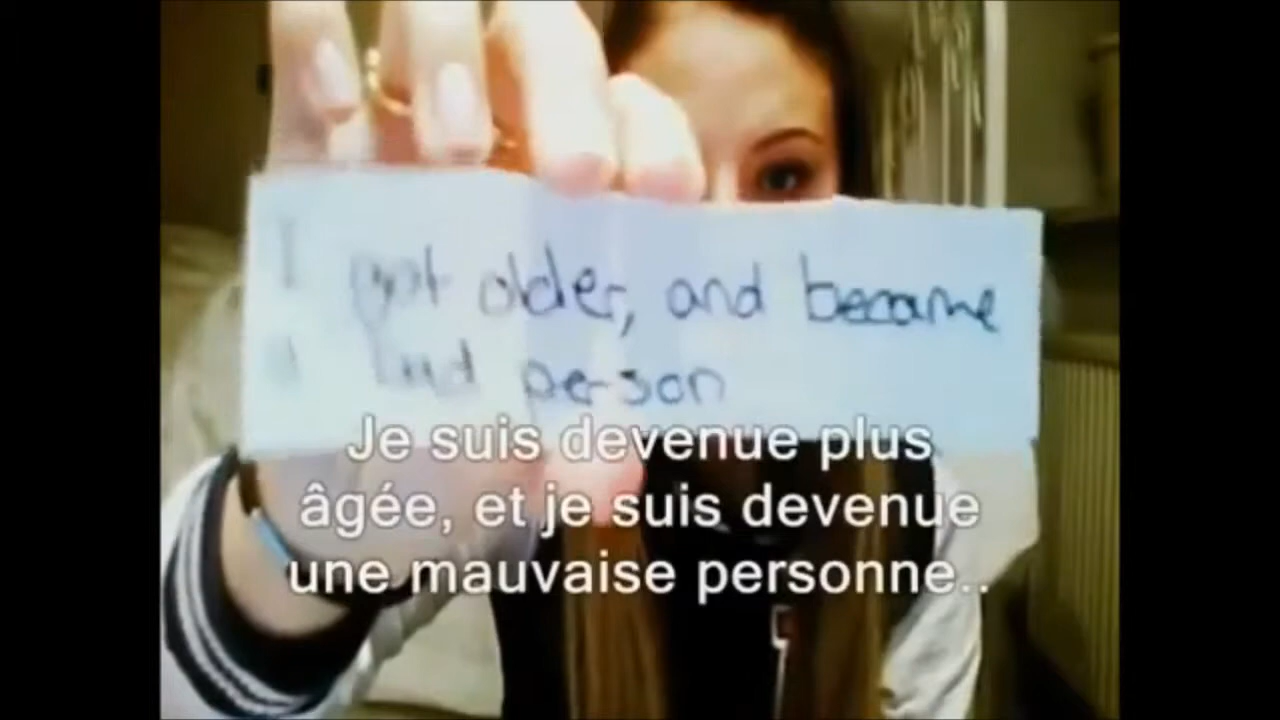 I got older, and became
a bad person
Je suis devenue plus
âgée, et je suis devenue
une mauvaise personne..